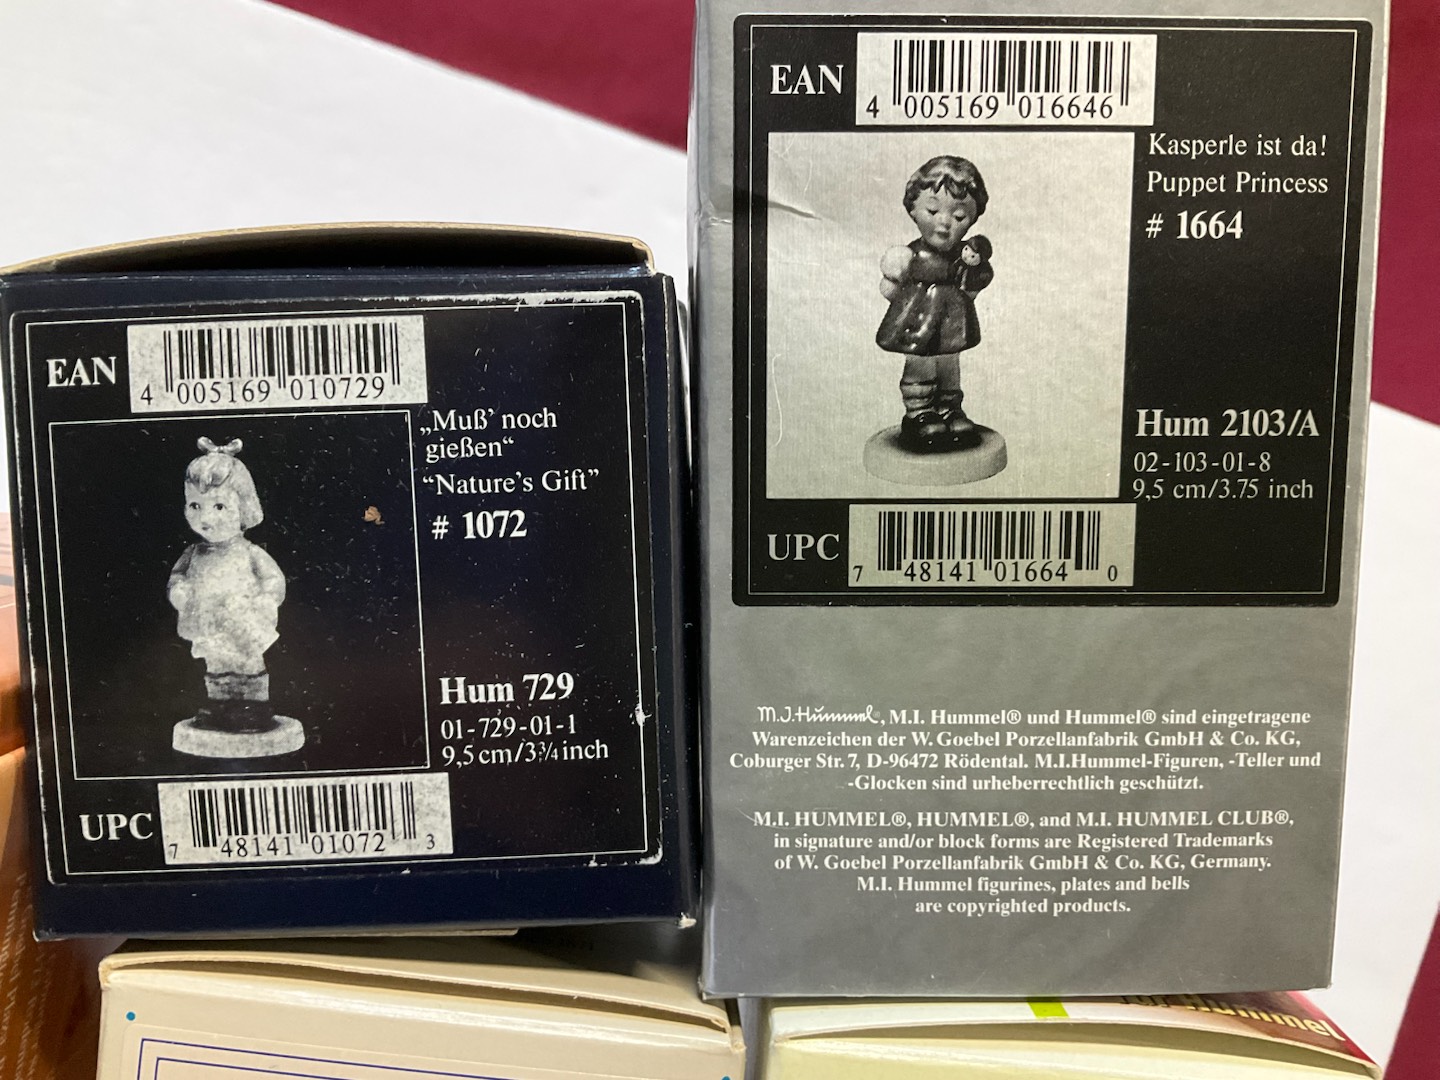 EAN
4 005169 010729
„Muß' noch
gießen“
“Nature's Gift”
# 1072
Hum 729
01-729-01-1
9,5 cm/3¾ inch
UPC
7 48141 01072 3
EAN
4 005169 016646
Kasperle ist da!
Puppet Princess
# 1664
Hum 2103/A
02-103-01-8
9,5 cm/3.75 inch
UPC
7 48141 01664 0
M.J.Hummel®, M.I. Hummel® und Hummel® sind eingetragene
Warenzeichen der W. Goebel Porzellanfabrik GmbH & Co. KG,
Coburger Str. 7, D-96472 Rödental. M.I.Hummel-Figuren, -Teller und
-Glocken sind urheberrechtlich geschützt.
M.I. HUMMEL®, HUMMEL®, and M.I. HUMMEL CLUB®,
in signature and/or block forms are Registered Trademarks
of W. Goebel Porzellanfabrik GmbH & Co. KG, Germany.
M.I. Hummel figurines, plates and bells
are copyrighted products.
for Hummel